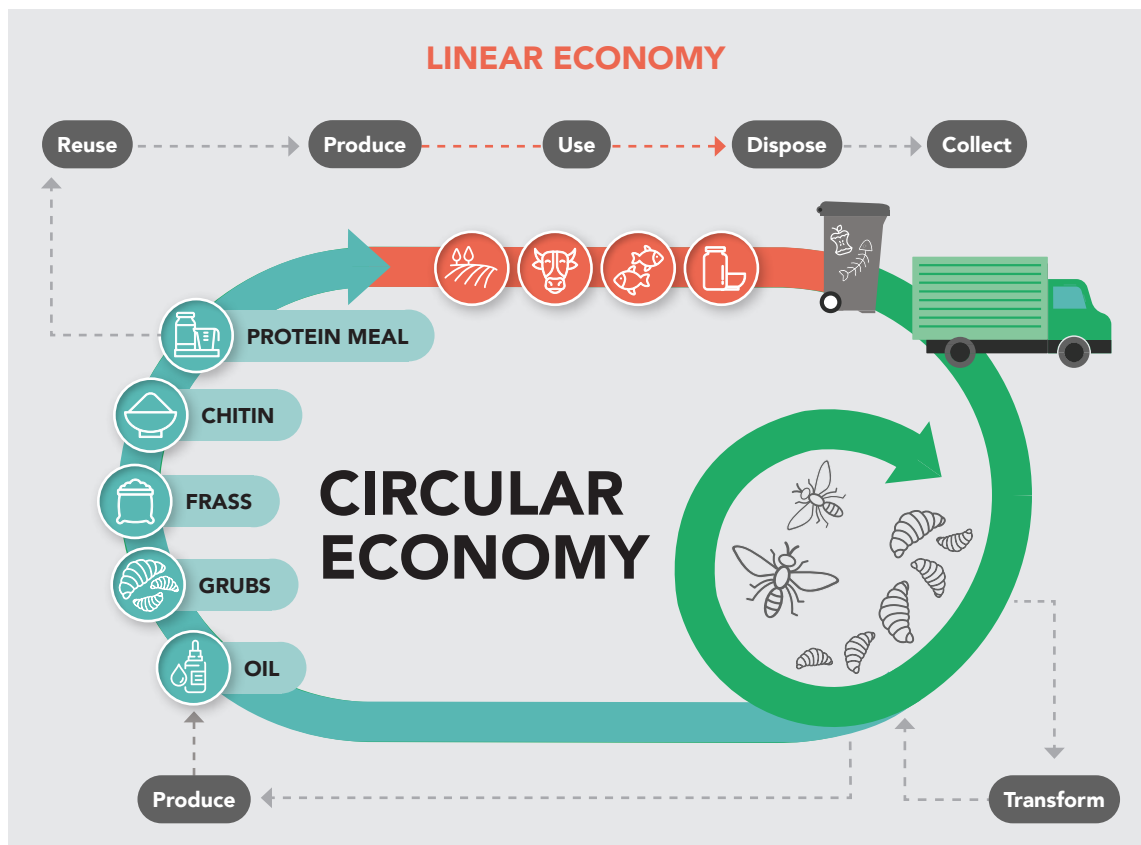 LINEAR ECONOMY
Reuse
Produce
Use
Dispose
Collect
PROTEIN MEAL
CHITIN
FRASS
GRUBS
OIL
CIRCULAR
ECONOMY
Produce
Transform